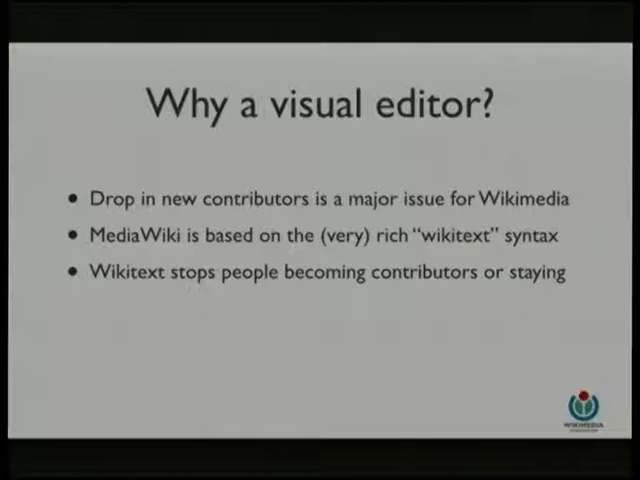 Why a visual editor?
• Drop in new contributors is a major issue for Wikimedia
• MediaWiki is based on the (very) rich “wikitext” syntax
• Wikitext stops people becoming contributors or staying
WIKIMEDIA